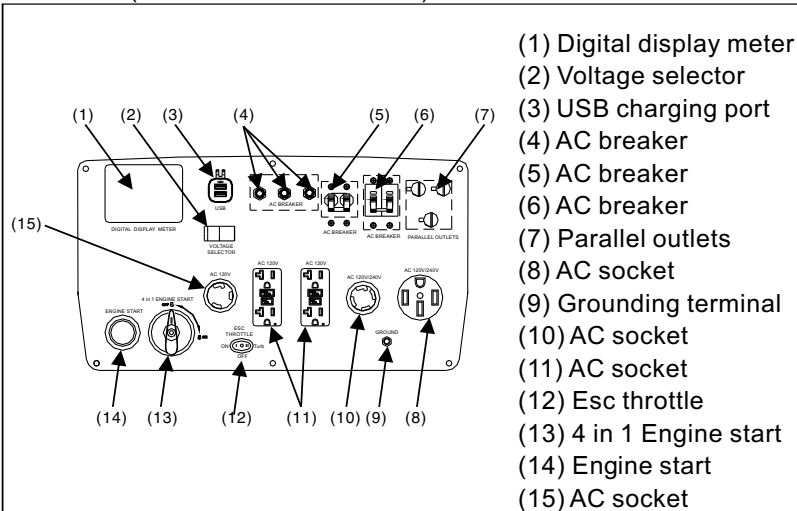 (1) Digital display meter
(2) Voltage selector
(3) USB charging port
(4) AC breaker
(5) AC breaker
(6) AC breaker
(7) Parallel outlets
(8) AC socket
(9) Grounding terminal
(10) AC socket
(11) AC socket
(12) Esc throttle
(13) 4 in 1 Engine start
(14) Engine start
(15) AC socket
(1) (2) (3) (4) (5) (6) (7)
USB
AC BREAKER
DIGITAL DISPLAY METER
AC BREAKER
AC BREAKER
PARALLEL OUTLETS
(15)
VOLTAGE
SELECTOR
AC 120V
AC 120V
AC 120V
AC 120V/240V
AC 120V/240V
4 in 1 ENGINE START
OFF
ENGINE START
ON
ESC
THROTTLE
ON
Turb
OFF
GROUND
(14) (13) (12) (11) (10) (9) (8)